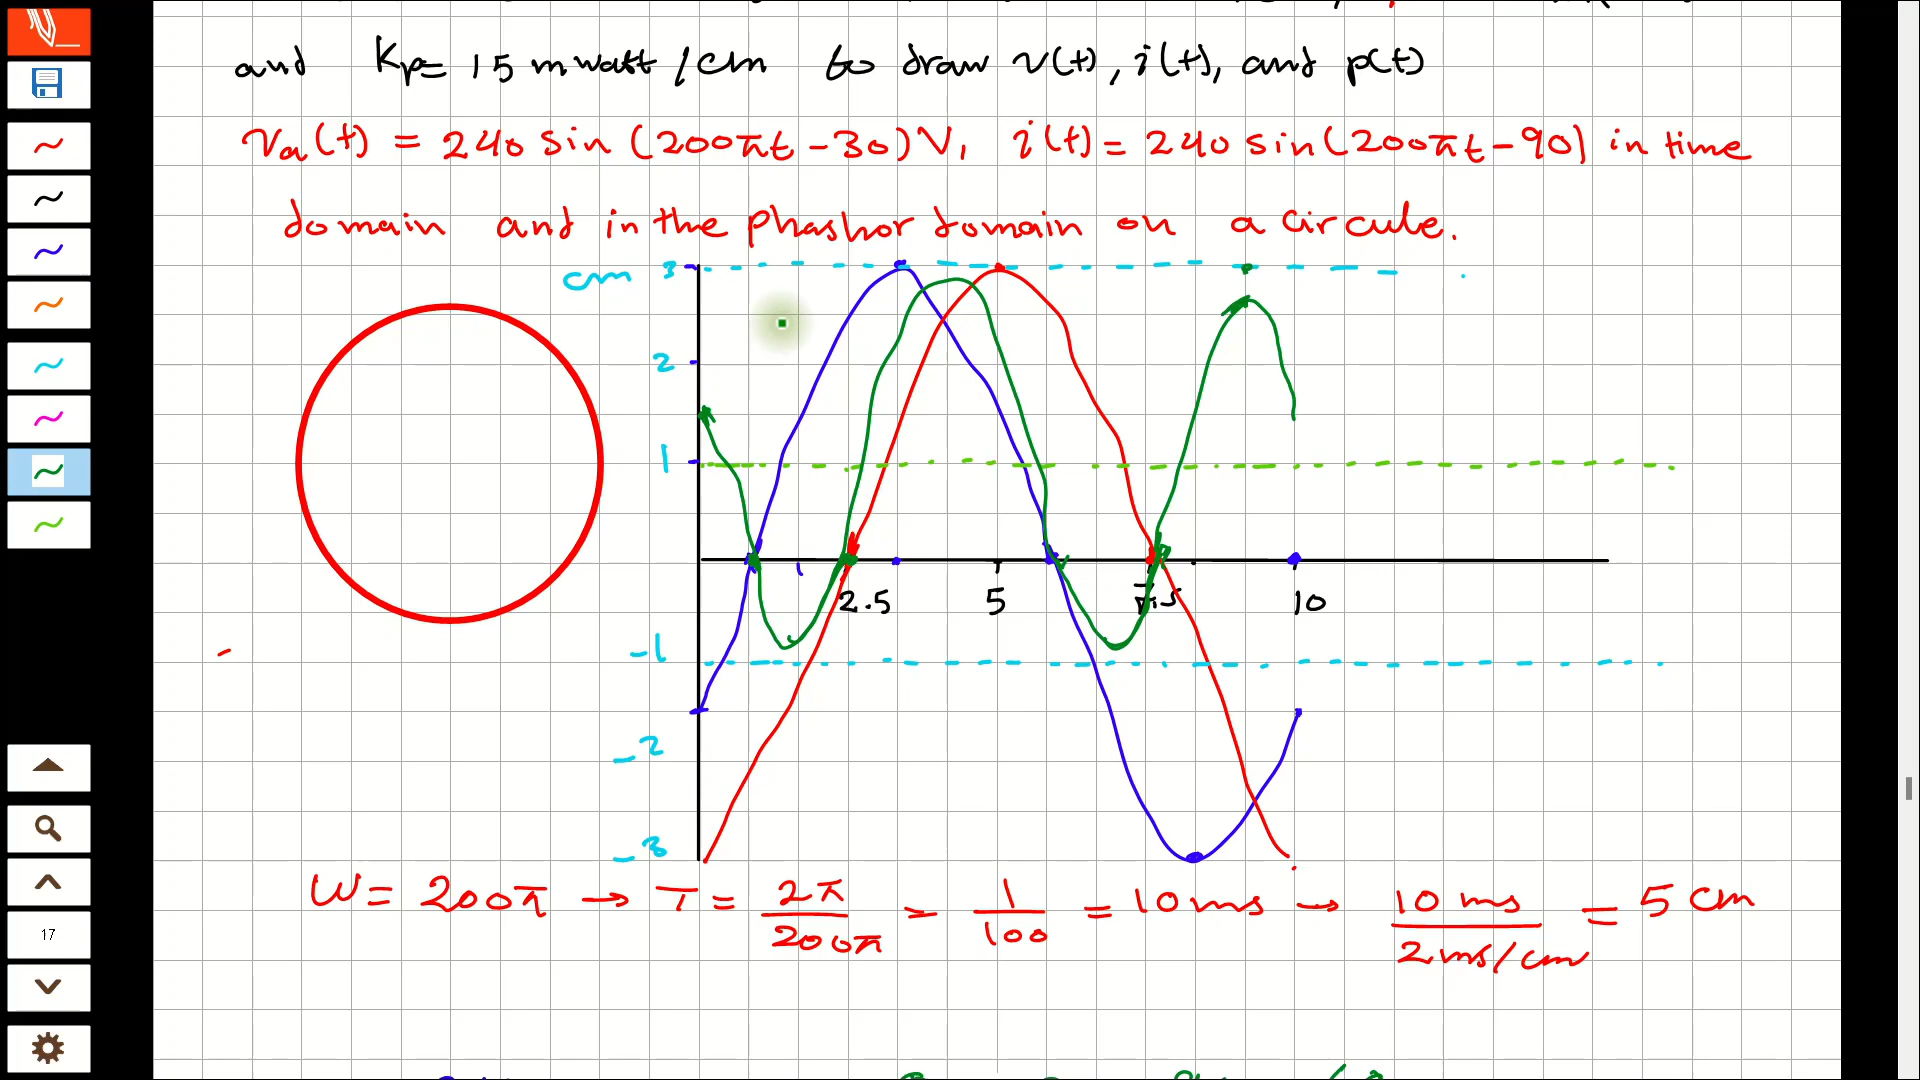 and Kp= 15 mwatt/cm to draw v(t), i(t), and p(t)
va(t) = 240 sin (200πt -30) V, i(t) = 240 sin(200πt -90) in time
domain and in the phashor domain on a circule.
cm 3
2
1
2.5 5 10
-1
-2
-3
W = 200π → T = 2π/200π = 1/100 = 10 ms → 10 ms/2ms/cm = 5 cm
17